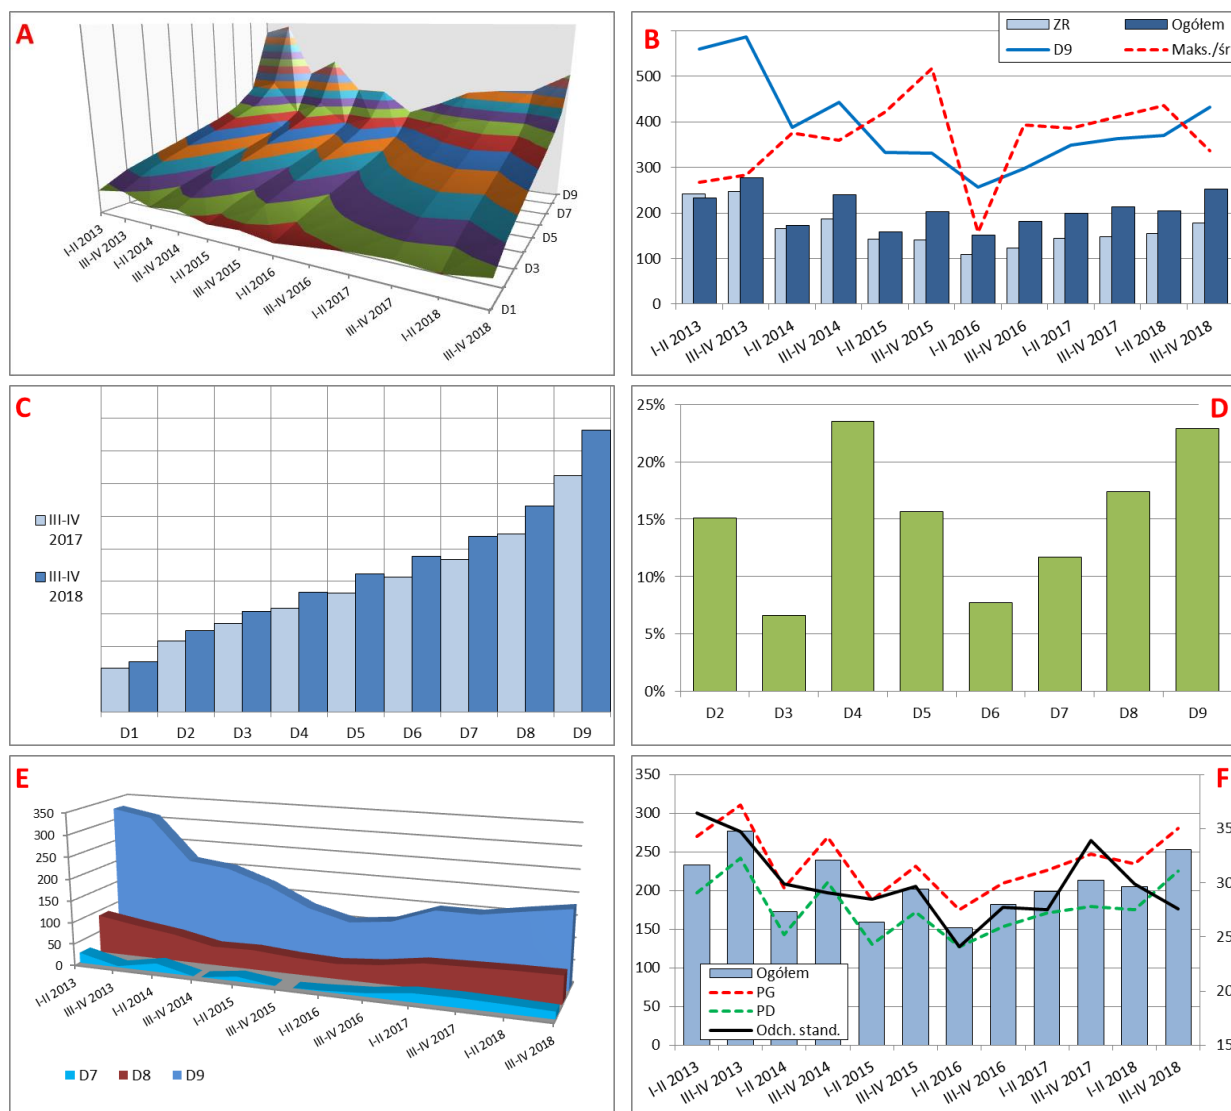 A
I-II 2013
III-IV 2013
I-II 2014
III-IV 2014
I-II 2015
III-IV 2015
I-II 2016
III-IV 2016
I-II 2017
III-IV 2017
I-II 2018
III-IV 2018
D1
D3
D5
D7
D9
B
ZR
Ogółem
D9
Maks./śr
500
400
300
200
100
0
I-II 2013
III-IV 2013
I-II 2014
III-IV 2014
I-II 2015
III-IV 2015
I-II 2016
III-IV 2016
I-II 2017
III-IV 2017
I-II 2018
III-IV 2018
C
III-IV
2017
III-IV
2018
D1
D2
D3
D4
D5
D6
D7
D8
D9
D
25%
20%
15%
10%
5%
0%
D2
D3
D4
D5
D6
D7
D8
D9
E
350
300
250
200
150
100
50
0
I-II 2013
III-IV 2013
I-II 2014
III-IV 2014
I-II 2015
III-IV 2015
I-II 2016
III-IV 2016
I-II 2017
III-IV 2017
I-II 2018
III-IV 2018
D7
D8
D9
F
350
300
250
200
150
100
50
0
Ogółem
PG
PD
Odch. stand.
I-II 2013
III-IV 2013
I-II 2014
III-IV 2014
I-II 2015
III-IV 2015
I-II 2016
III-IV 2016
I-II 2017
III-IV 2017
I-II 2018
III-IV 2018